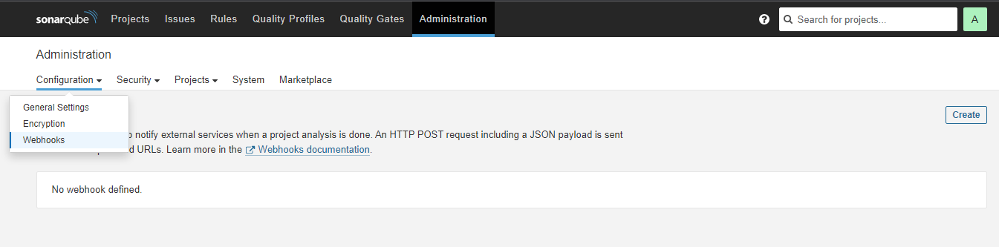 sonarqube Projects Issues Rules Quality Profiles Quality Gates Administration ? Search for projects... A
Administration
Configuration Security Projects System Marketplace
General Settings
Encryption
Webhooks
Create
notify external services when a project analysis is done. An HTTP POST request including a JSON payload is sent
d URLs. Learn more in the Webhooks documentation.
No webhook defined.